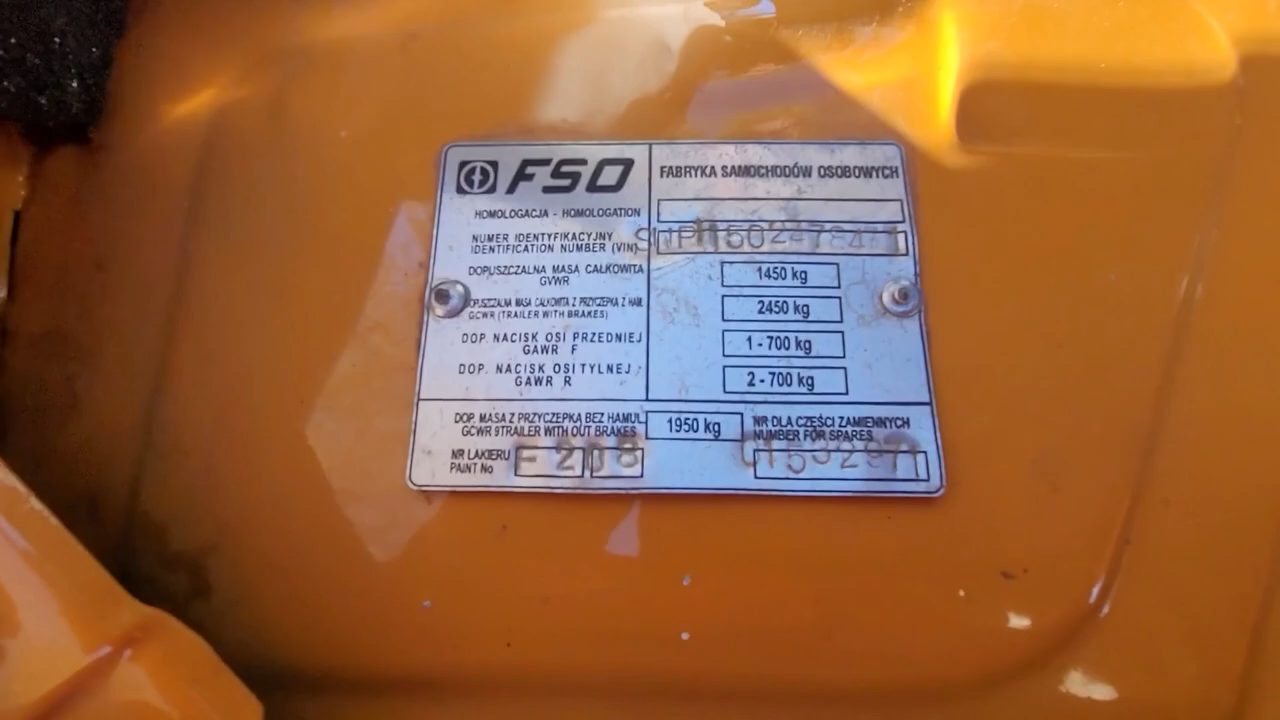 FSO
FABRYKA SAMOCHODÓW OSOBOWYCH
HOMOLOGACJA - HOMOLOGATION
NUMER IDENTYFIKACYJNY
IDENTIFICATION NUMBER (VIN)
DOPUSZCZALNA MASA CAŁKOWITA
GVWR
1450 kg
DOPUSZCZALNA MASA CAŁKOWITA Z PRZYCZEPKĄ Z HAM.
GCWR (TRAILER WITH BRAKES)
2450 kg
DOP. NACISK OSI PRZEDNIEJ
GAWR F
1 - 700 kg
DOP. NACISK OSI TYLNEJ
GAWR R
2 - 700 kg
DOP. MASA Z PRZYCZEPKĄ BEZ HAMUL.
GCWR 9TRAILER WITH OUT BRAKES
1950 kg
NR DLA CZĘŚCI ZAMIENNYCH
NUMBER FOR SPARES
NR LAKIERU
PAINT No
F 208